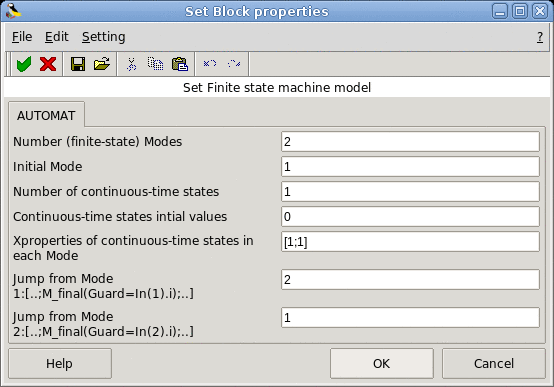 Set Block properties
File Edit Setting ?
Set Finite state machine model
AUTOMAT
Number (finite-state) Modes 2
Initial Mode 1
Number of continuous-time states 1
Continuous-time states intial values 0
Xproperties of continuous-time states in
each Mode [1;1]
Jump from Mode
1:[..;M_final(Guard=In(1).i);..] 2
Jump from Mode
2:[..;M_final(Guard=In(2).i);..] 1
Help OK Cancel